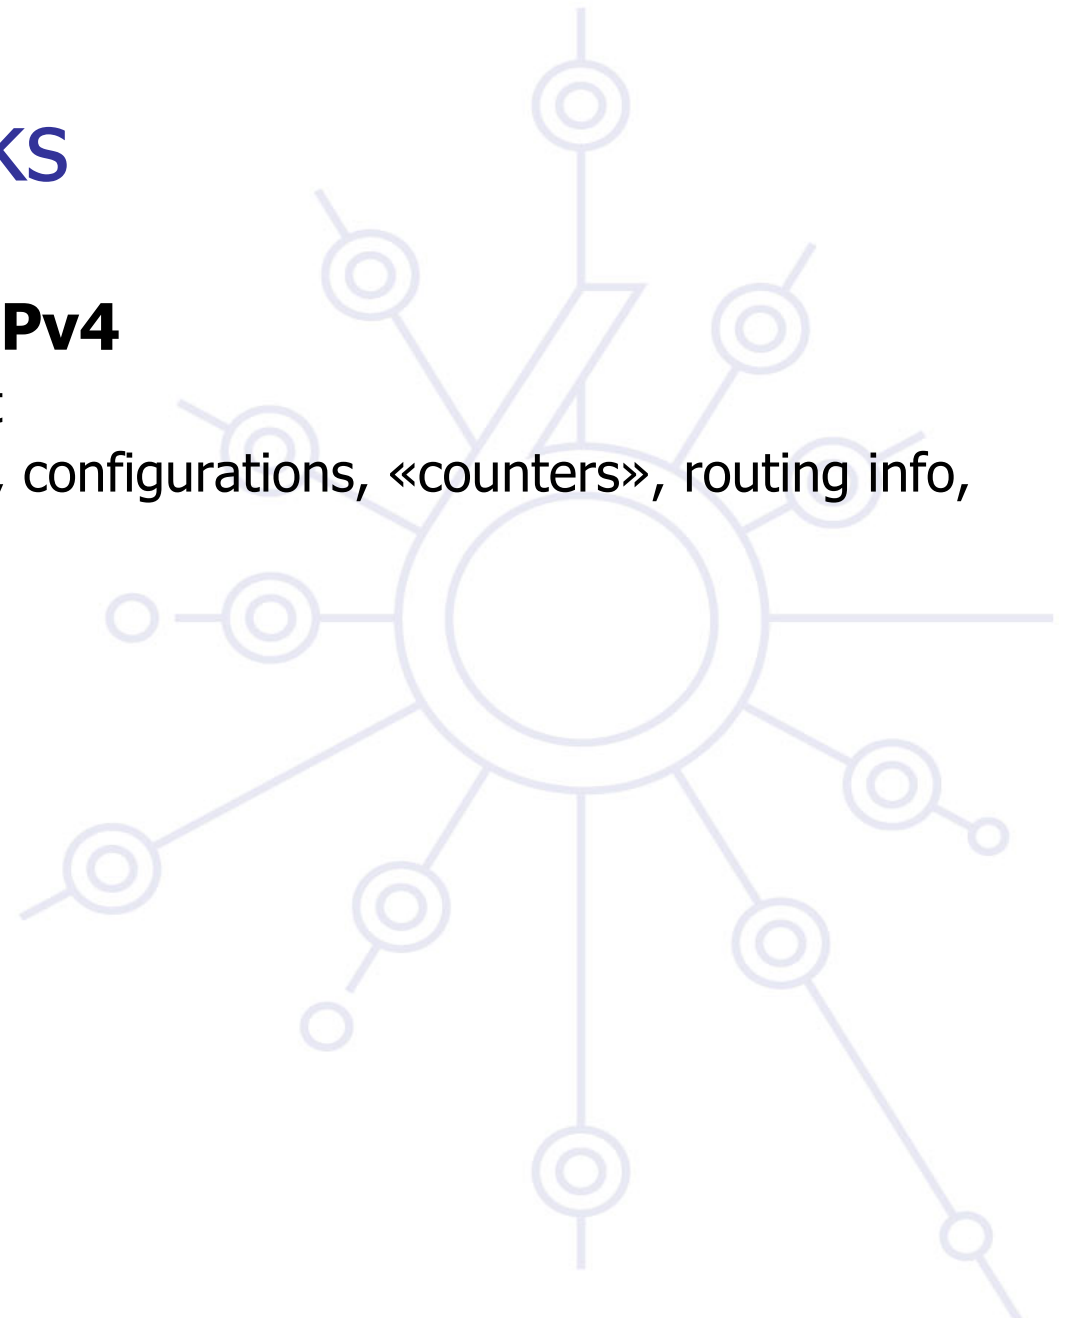 ks
Pv4
t
, configurations, «counters», routing info,